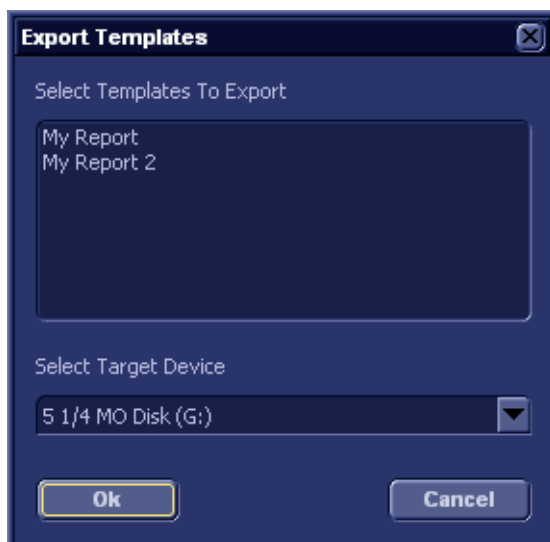 Export Templates
Select Templates To Export
My Report
My Report 2
Select Target Device
5 1/4 MO Disk (G:)
Ok
Cancel